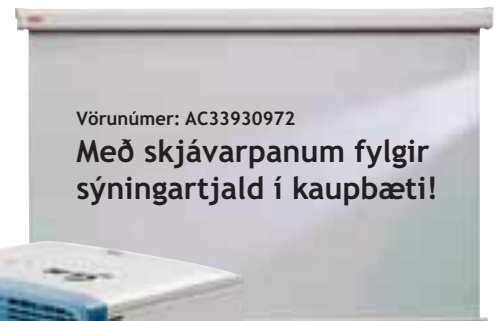 Vörunúmer: AC33930972
Með skjávarpanum fylgir
sýningartjald í kaupbæti!